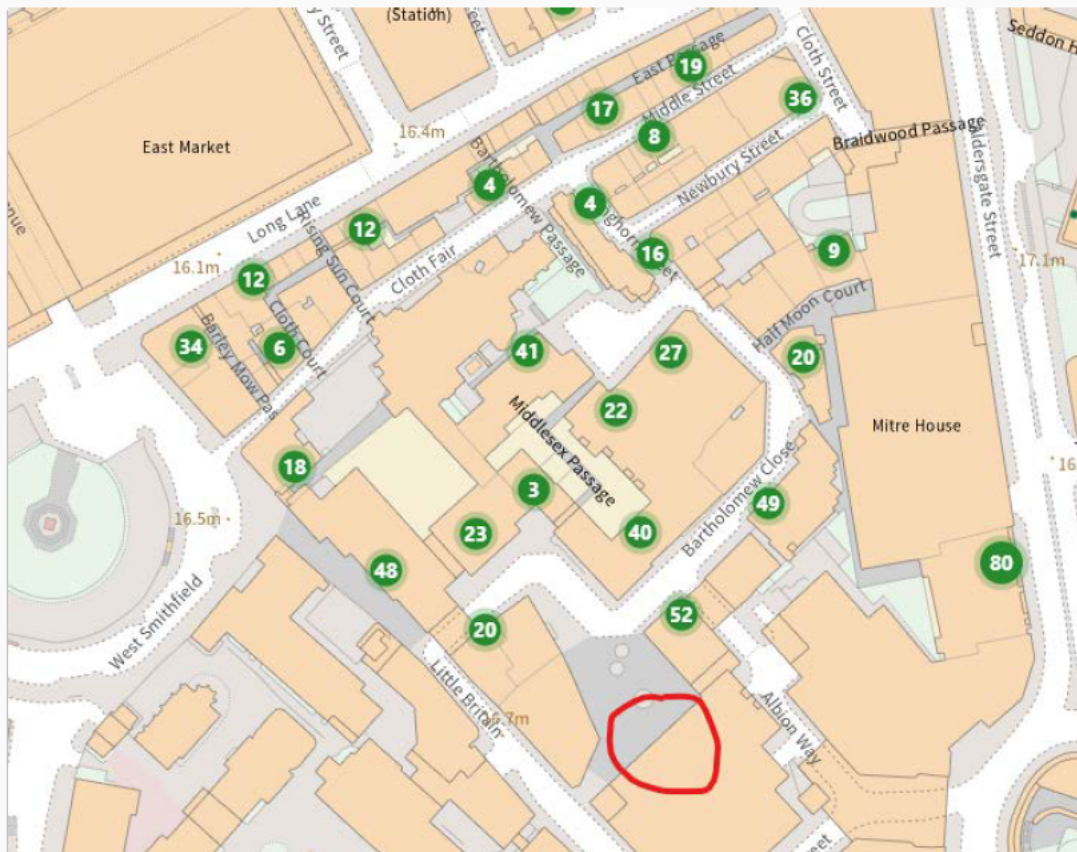 (Station)
Seddon H
East Passage
19
Cloth Street
17
Middle Street
36
16.4m
8
Braidwood Passage
East Market
Aldersgate Street
Bartholomew Passage
4
Newbury Street
4
Long Lane
Rising Sun Court
12
16
9
17.1m
16.1m
12
Cloth Fair
Half Moon Court
34
Barley Mow Pas
6
Cloth Court
41
27
20
22
Middlesex Passage
Mitre House
18
3
49
16.5m
23
40
Bartholomew Close
48
80
West Smithfield
20
52
Little Britain
Albion Way